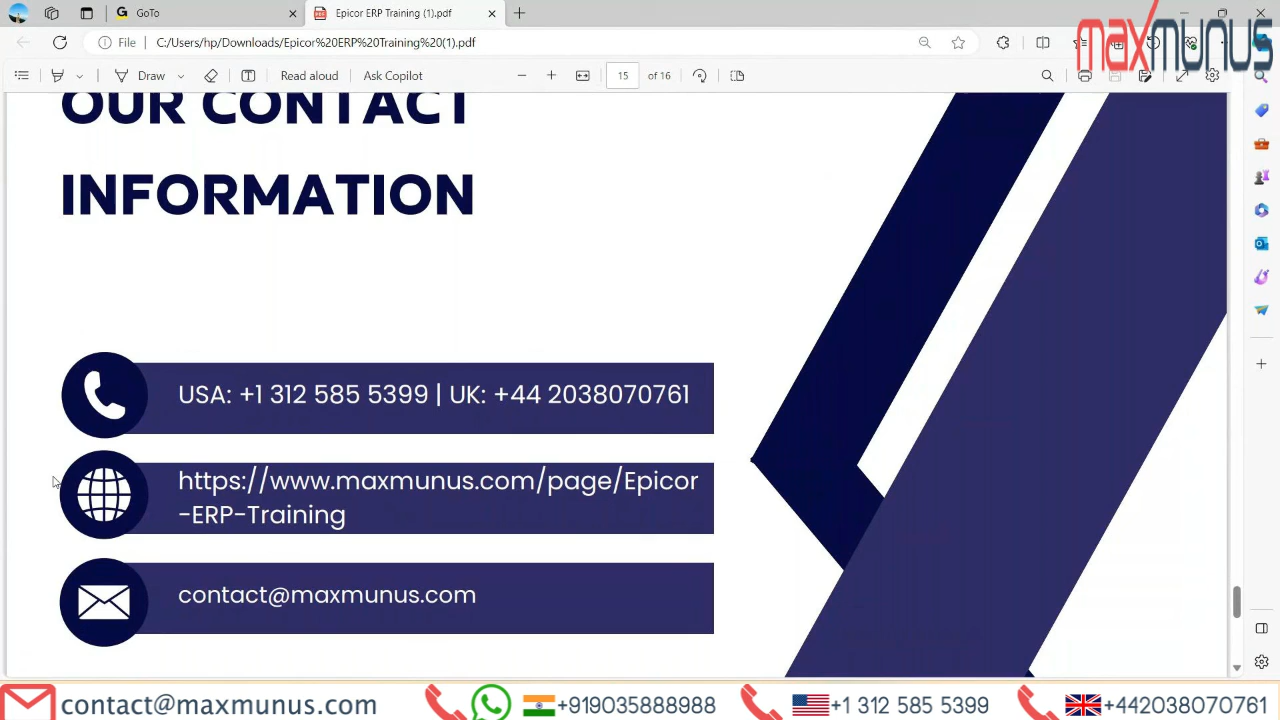 GoTo
Epicor ERP Training (1).pdf
File
C:/Users/hp/Downloads/Epicor%20ERP%20Training%20(1).pdf
maxmunus
Draw
Read aloud
Ask Copilot
15
of 16
OUR CONTACT
INFORMATION
USA: +1 312 585 5399 | UK: +44 2038070761
https://www.maxmunus.com/page/Epicor
-ERP-Training
contact@maxmunus.com
contact@maxmunus.com
+919035888988
+1 312 585 5399
+442038070761